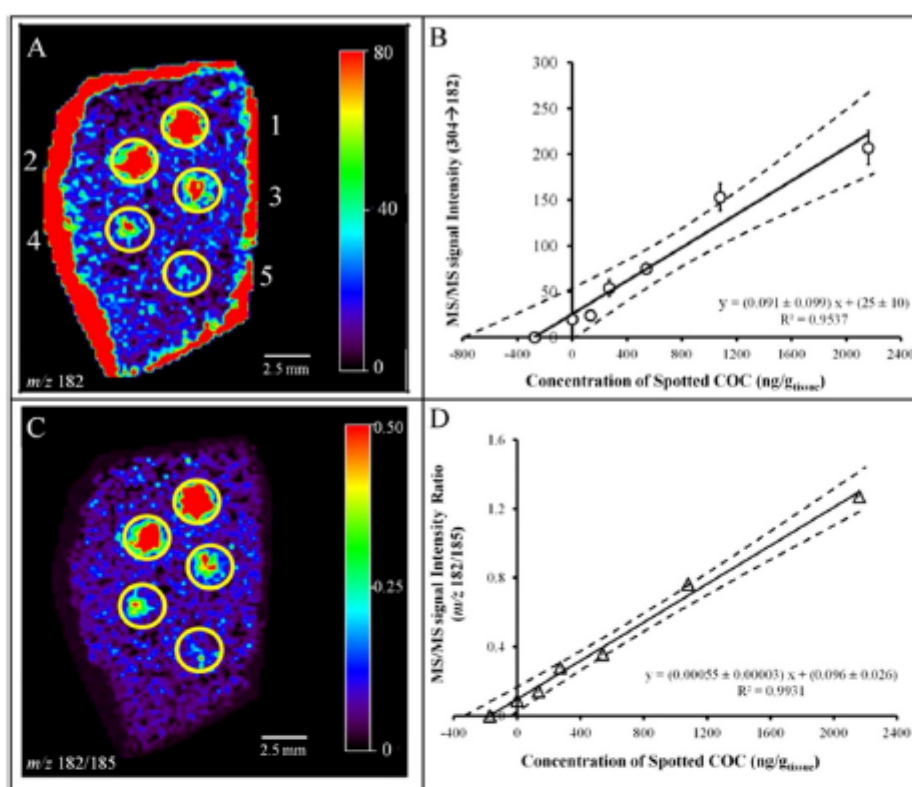 A
80
40
0
1
2
3
4
5
2.5 mm
m/z 182
B
MS/MS signal Intensity (304→182)
300
250
200
150
100
50
0
-800
-400
0
400
800
1200
1600
2000
2400
y = (0.091 ± 0.099) x + (25 ± 10)
R² = 0.9537
Concentration of Spotted COC (ng/gtissue)
C
0.50
0.25
0
2.5 mm
m/z 182/185
D
MS/MS signal Intensity Ratio
(m/z 182/185)
1.6
1.2
0.8
0.4
0
-400
0
400
800
1200
1600
2000
2400
y = (0.00055 ± 0.00003) x + (0.096 ± 0.026)
R² = 0.9931
Concentration of Spotted COC (ng/gtissue)